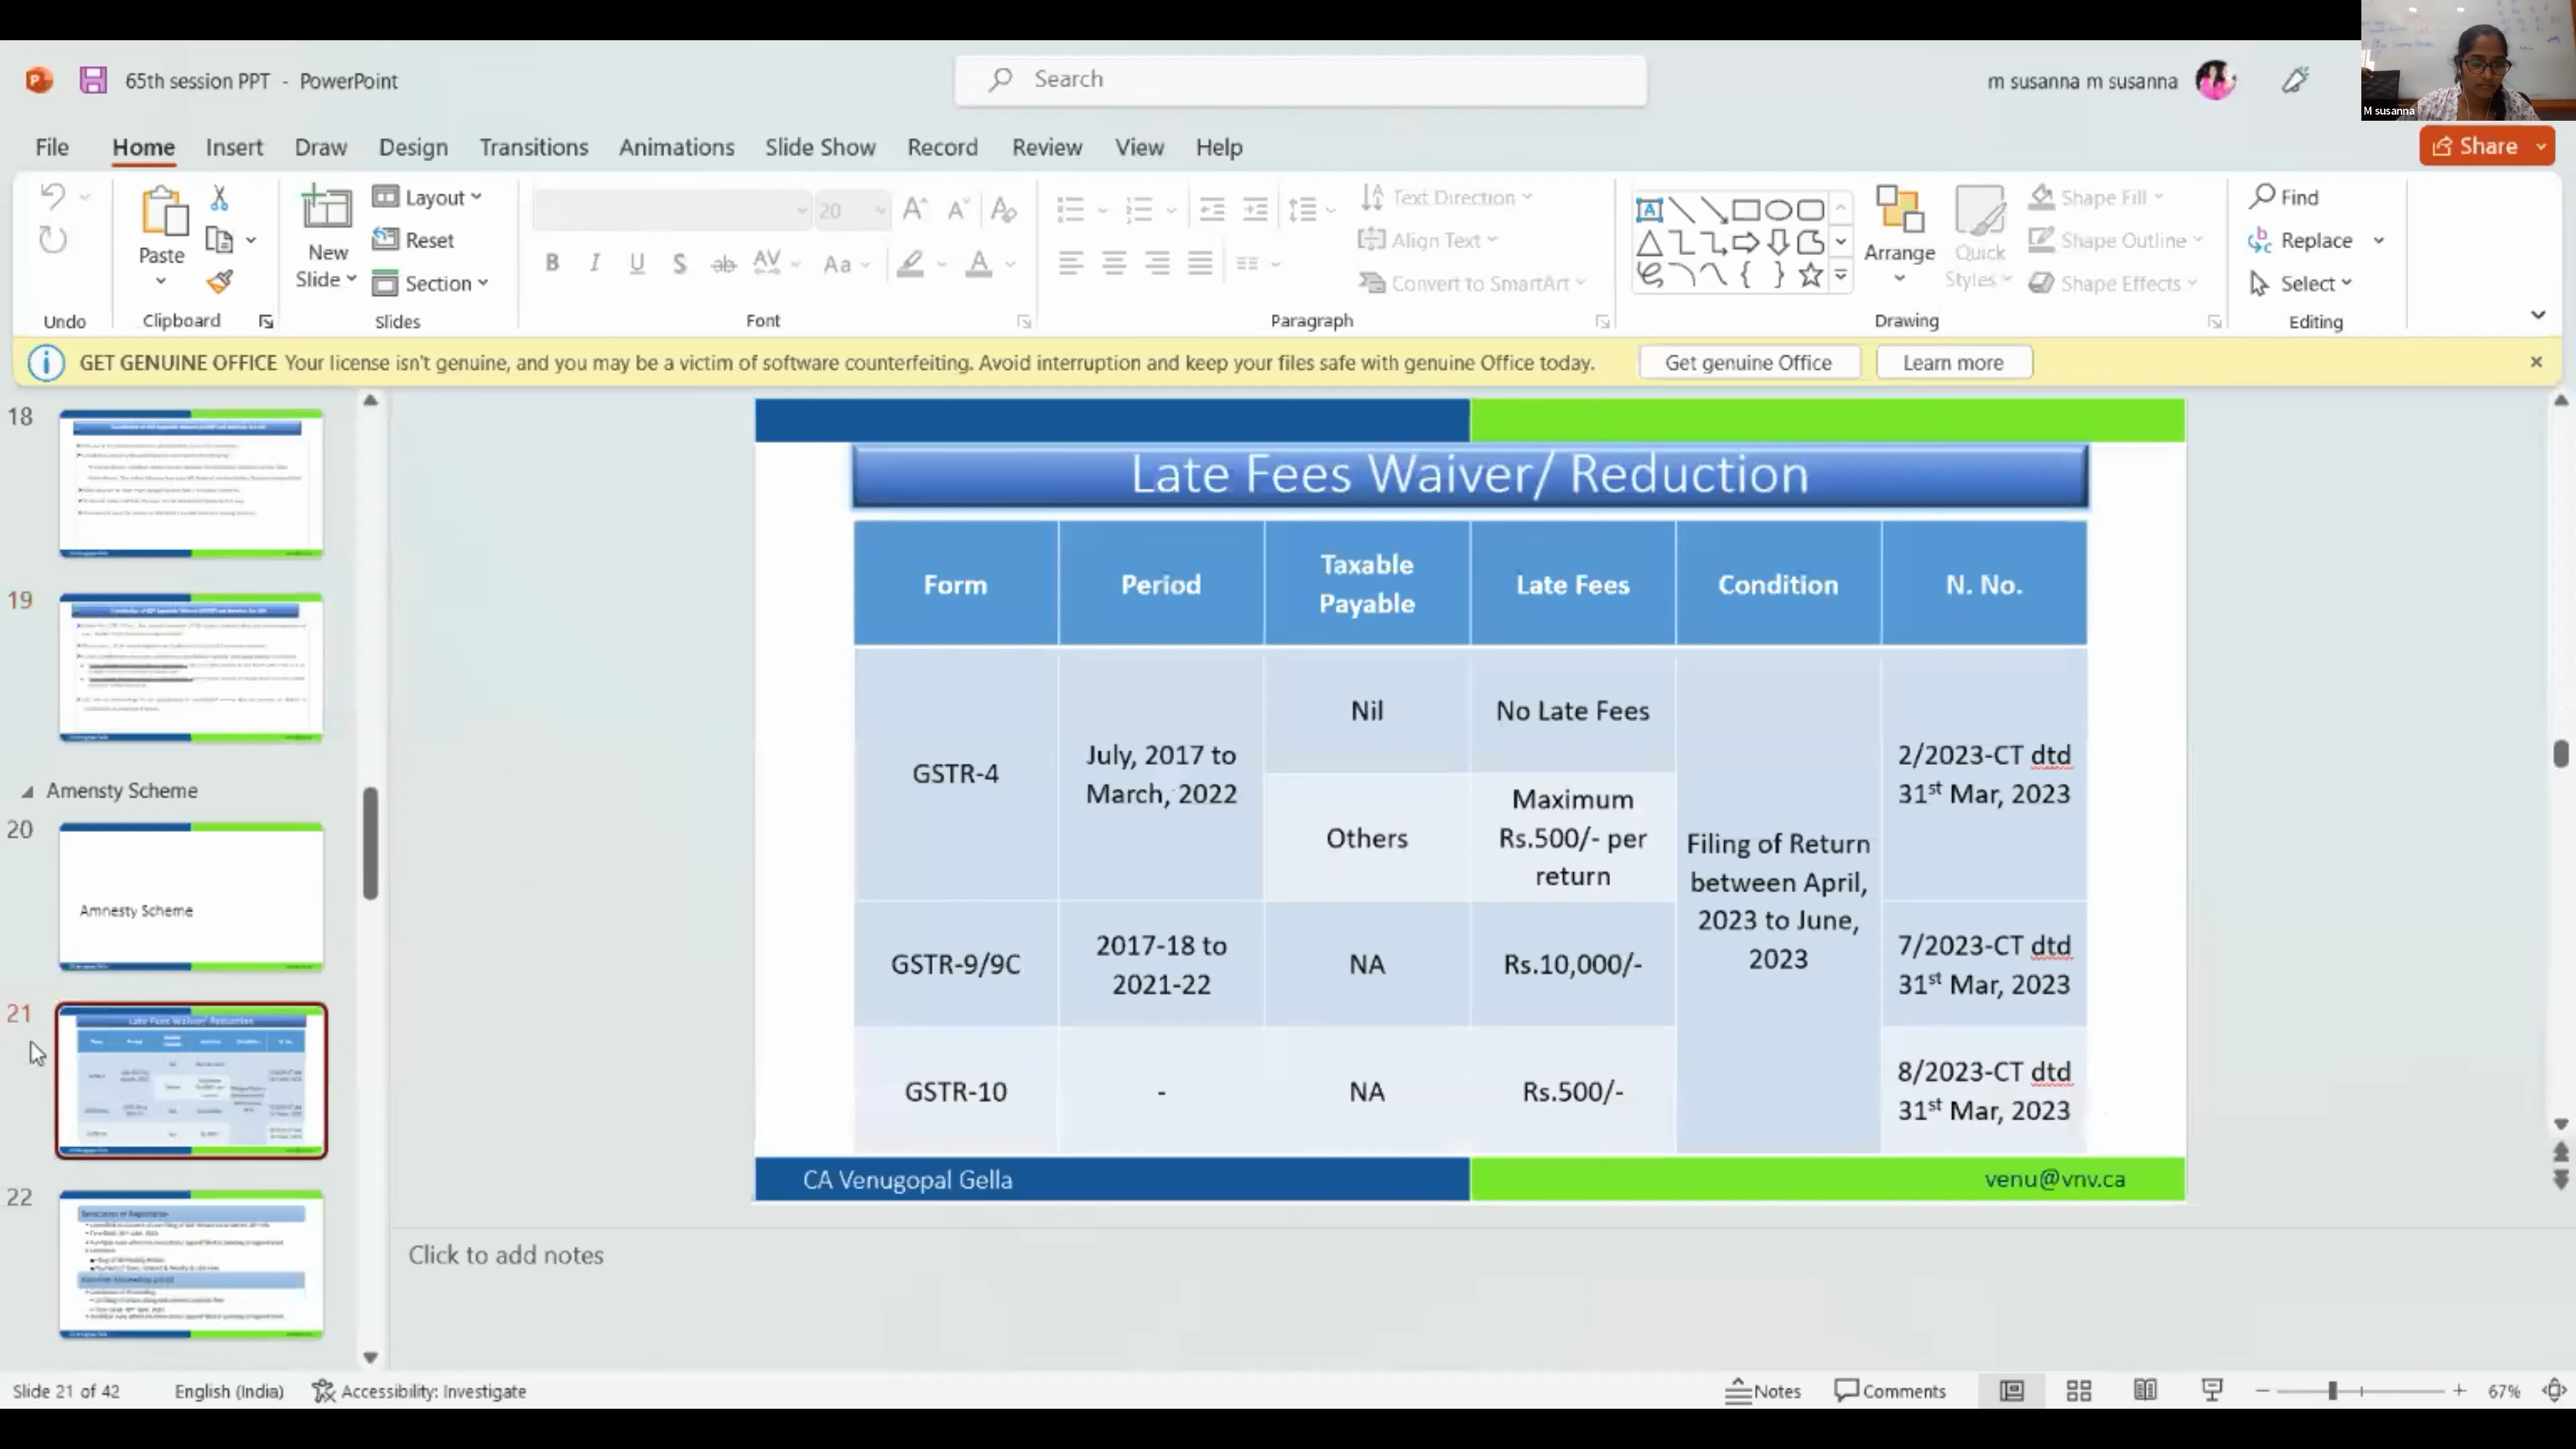 65th session PPT - PowerPoint
Search
m susanna m susanna
M susanna
File Home Insert Draw Design Transitions Animations Slide Show Record Review View Help
Share
Paste
New
Slide
Layout
Reset
Section
20
B I U S ab AV Aa A
Text Direction
Align Text
Convert to SmartArt
Arrange
Quick
Styles
Shape Fill
Shape Outline
Shape Effects
Find
Replace
Select
Undo Clipboard Slides Font Paragraph Drawing Editing
GET GENUINE OFFICE Your license isn't genuine, and you may be a victim of software counterfeiting. Avoid interruption and keep your files safe with genuine Office today.
Get genuine Office
Learn more
18
19
Amensty Scheme
20
Amnesty Scheme
21
Late Fees Waiver/ Reduction
22
Late Fees Waiver/ Reduction
Form
Period
Taxable
Payable
Late Fees
Condition
N. No.
GSTR-4
July, 2017 to
March, 2022
Nil
No Late Fees
Others
Maximum
Rs.500/- per
return
Filing of Return
between April,
2023 to June,
2023
2/2023-CT dtd
31st Mar, 2023
GSTR-9/9C
2017-18 to
2021-22
NA
Rs.10,000/-
7/2023-CT dtd
31st Mar, 2023
GSTR-10
-
NA
Rs.500/-
8/2023-CT dtd
31st Mar, 2023
CA Venugopal Gella
venu@vnv.ca
Click to add notes
Slide 21 of 42
English (India)
Accessibility: Investigate
Notes
Comments
67%